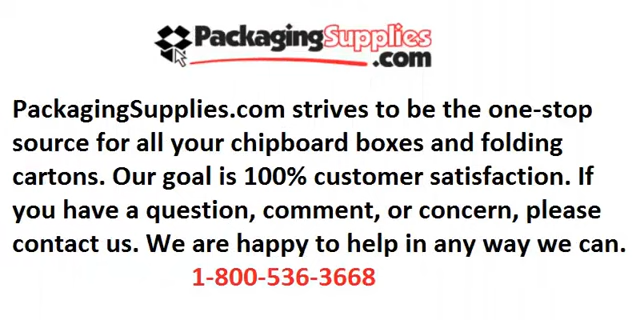 PackagingSupplies
.com
PackagingSupplies.com strives to be the one-stop
source for all your chipboard boxes and folding
cartons. Our goal is 100% customer satisfaction. If
you have a question, comment, or concern, please
contact us. We are happy to help in any way we can.
1-800-536-3668